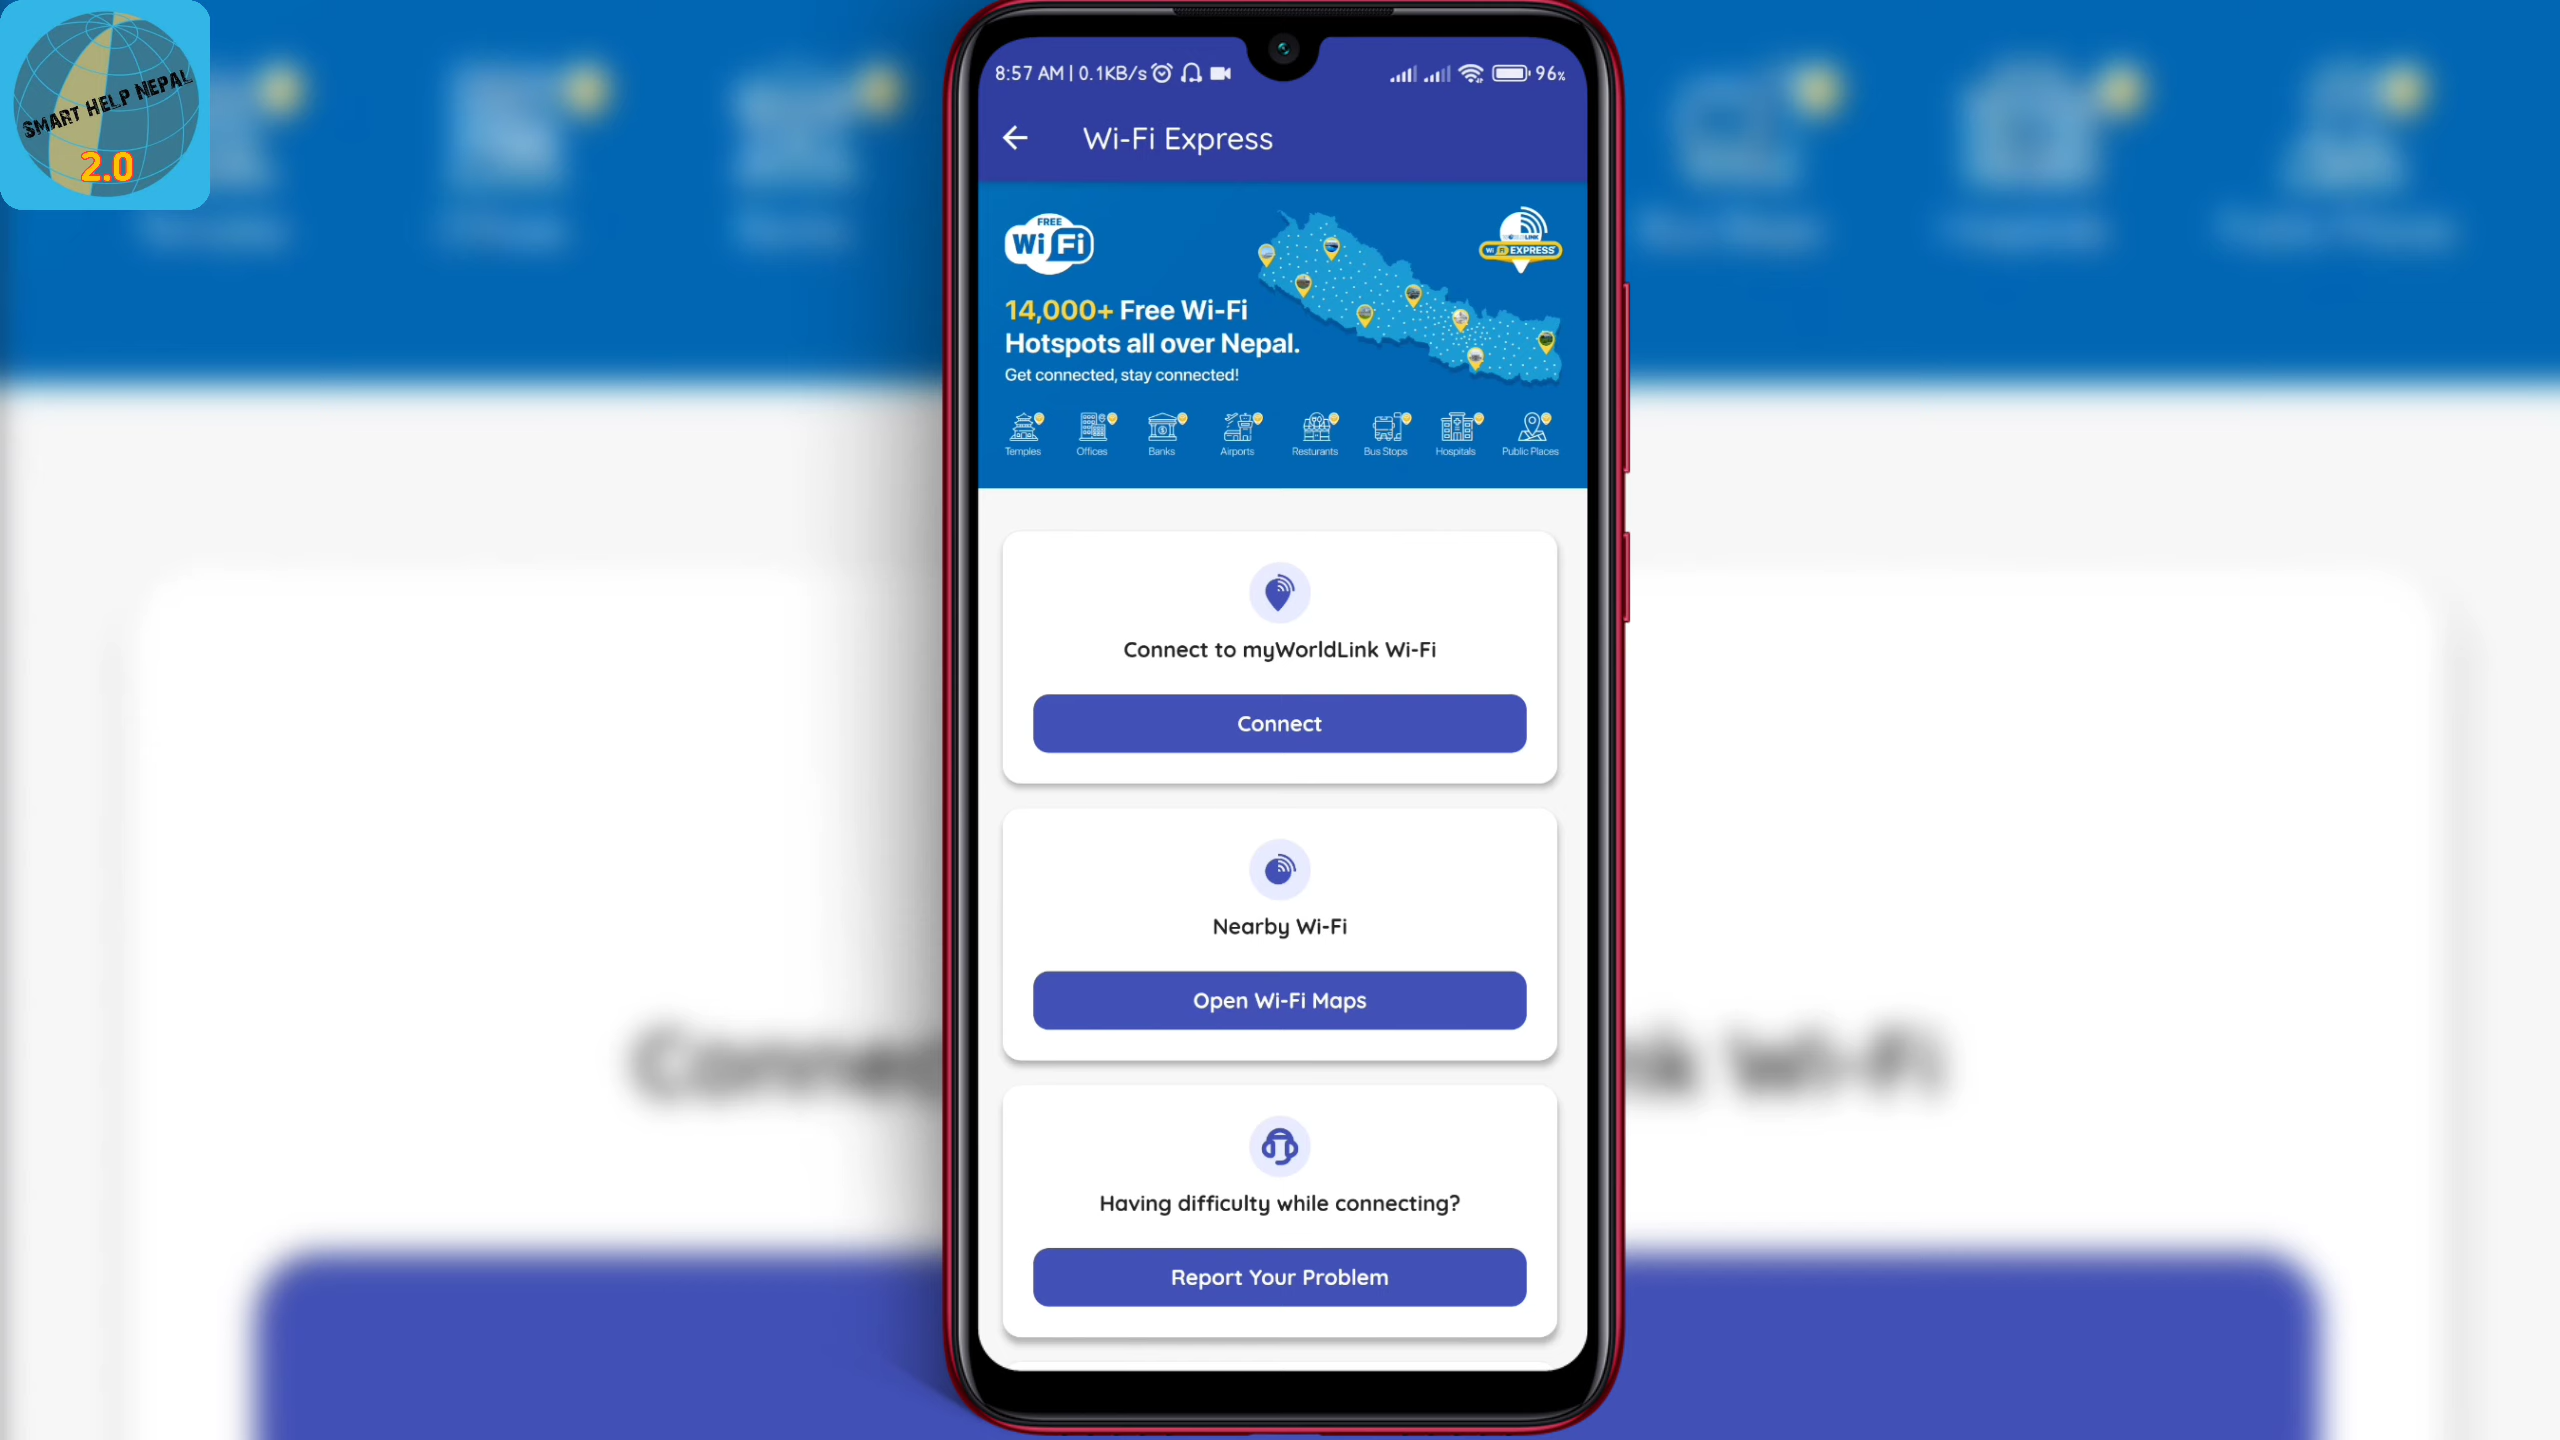 SMART HELP NEPAL
2.0
8:57 AM | 0.1KB/s
96%
Wi-Fi Express
FREE
Wi Fi
WI FI EXPRESS
14,000+ Free Wi-Fi
Hotspots all over Nepal.
Get connected, stay connected!
Temples Offices Banks Airports Resturants Bus Stops Hospitals Public Places
Connect to myWorldLink Wi-Fi
Connect
Nearby Wi-Fi
Open Wi-Fi Maps
Having difficulty while connecting?
Report Your Problem